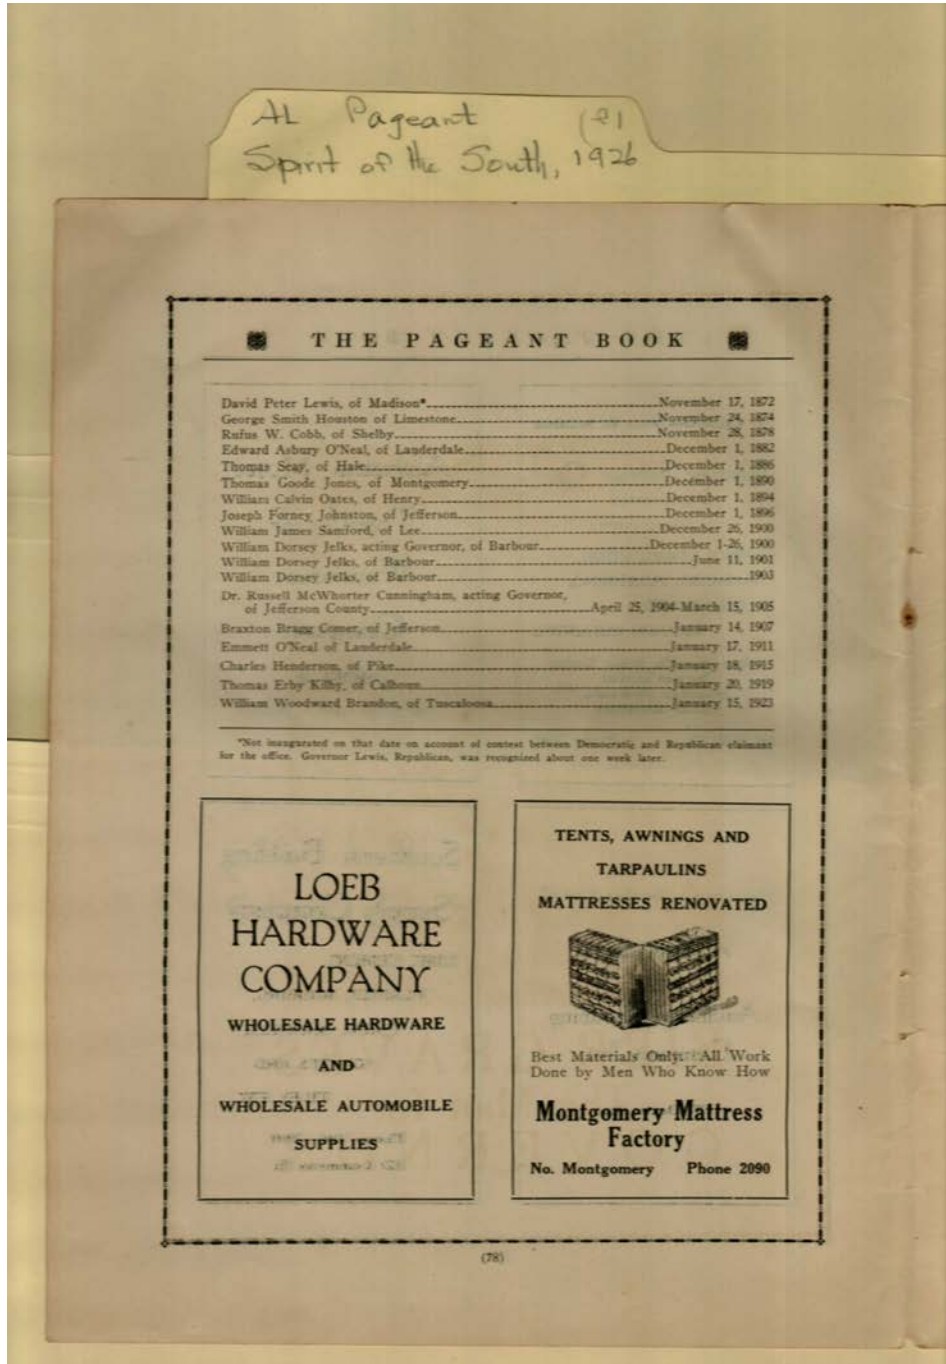 AL Pageant (81
Spirit of the South, 1926
THE PAGEANT BOOK
David Peter Lewis, of Madison*------November 17, 1872
George Smith Houston of Limestone------November 24, 1874
Rufus W. Cobb, of Shelby------November 28, 1878
Edward Asbury O'Neal, of Lauderdale------December 1, 1882
Thomas Seay, of Hale------December 1, 1886
Thomas Goode Jones, of Montgomery------December 1, 1890
William Calvin Oates, of Henry------December 1, 1894
Joseph Forney Johnston, of Jefferson------December 1, 1896
William James Samford, of Lee------December 26, 1900
William Dorsey Jelks, acting Governor, of Barbour------December 1-26, 1900
William Dorsey Jelks, of Barbour------June 11, 1901
William Dorsey Jelks, of Barbour------1903
Dr. Russell McWhorter Cunningham, acting Governor,
of Jefferson County------April 25, 1904-March 15, 1905
Braxton Bragg Comer, of Jefferson------January 14, 1907
Emmett O'Neal of Lauderdale------January 17, 1911
Charles Henderson, of Pike------January 18, 1915
Thomas Erby Kilby, of Calhoun------January 20, 1919
William Woodward Brandon, of Tuscaloosa------January 15, 1923
*Not inaugurated on that date on account of contest between Democratic and Republican claimant
for the office. Governor Lewis, Republican, was recognized about one week later.
LOEB
HARDWARE
COMPANY
WHOLESALE HARDWARE
AND
WHOLESALE AUTOMOBILE
SUPPLIES
TENTS, AWNINGS AND
TARPAULINS
MATTRESSES RENOVATED
Best Materials Only. All Work
Done by Men Who Know How
Montgomery Mattress
Factory
No. Montgomery Phone 2090
(78)